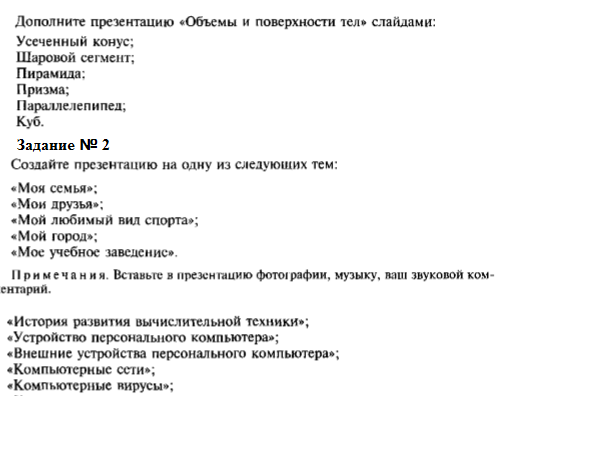 Дополните презентацию «Объемы и поверхности тел» слайдами:
Усеченный конус;
Шаровой сегмент;
Пирамида;
Призма;
Параллелепипед;
Куб.
Задание № 2
Создайте презентацию на одну из следующих тем:
«Моя семья»;
«Мои друзья»;
«Мой любимый вид спорта»;
«Мой город»;
«Мое учебное заведение».
Примечания. Вставьте в презентацию фотографии, музыку, ваш звуковой ком-
ентарий.
«История развития вычислительной техники»;
«Устройство персонального компьютера»;
«Внешние устройства персонального компьютера»;
«Компьютерные сети»;
«Компьютерные вирусы»;